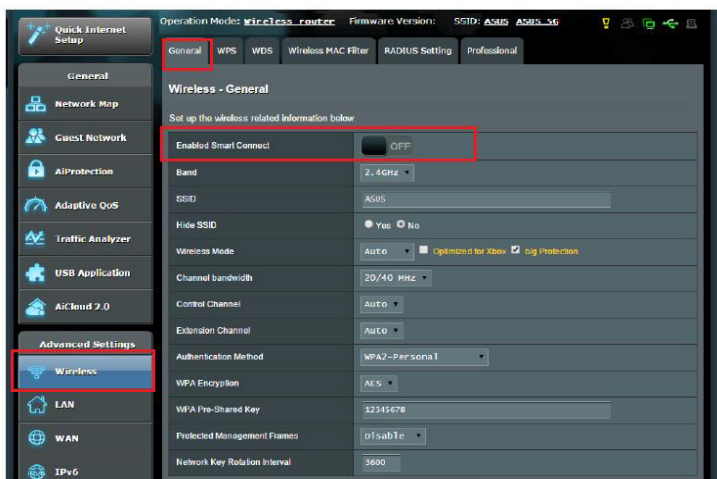 Quick Internet
Setup
Operation Mode: Wireless router Firmware Version: SSID: ASUS ASUS_5G
General WPS WDS Wireless MAC Filter RADIUS Setting Professional
General
Network Map
Guest Network
AiProtection
Adaptive QoS
Traffic Analyzer
USB Application
AiCloud 2.0
Advanced Settings
Wireless
LAN
WAN
IPv6
Wireless - General
Set up the wireless related information below.
Enabled Smart Connect OFF
Band 2.4GHz
SSID ASUS
Hide SSID Yes No
Wireless Mode Auto Optimized for Xbox b/g Protection
Channel bandwidth 20/40 MHz
Control Channel Auto
Extension Channel Auto
Authentication Method WPA2-Personal
WPA Encryption AES
WPA Pre-Shared Key 12345678
Protected Management Frames Disable
Network Key Rotation Interval 3600